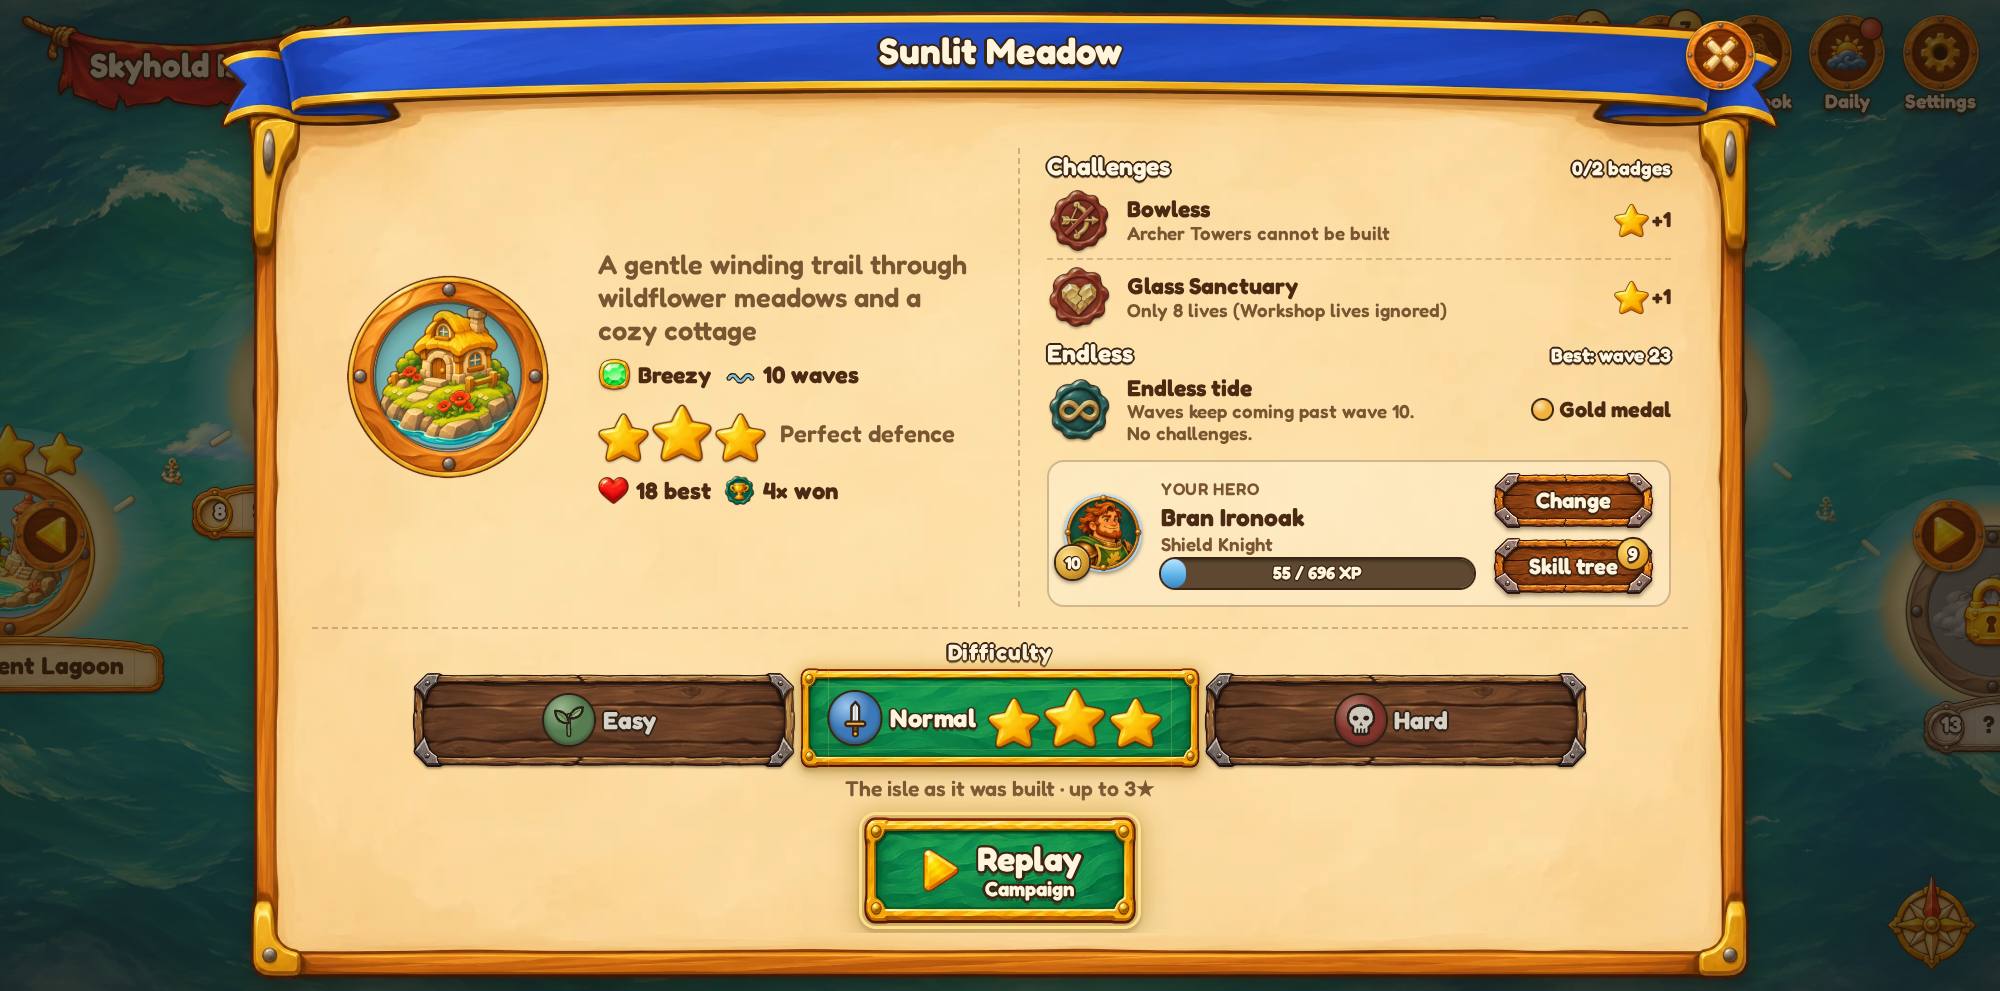 Skyhold
Sunlit Meadow
Daily
Settings
A gentle winding trail through
wildflower meadows and a
cozy cottage
Breezy
10 waves
Perfect defence
18 best
4x won
Challenges
0/2 badges
Bowless
Archer Towers cannot be built
+1
Glass Sanctuary
Only 8 lives (Workshop lives ignored)
+1
Endless
Best: wave 23
Endless tide
Waves keep coming past wave 10.
No challenges.
Gold medal
YOUR HERO
Bran Ironoak
Shield Knight
10
55 / 696 XP
Change
Skill tree
9
8
ent Lagoon
13 ?
Difficulty
Easy
Normal
Hard
The isle as it was built · up to 3★
Replay
Campaign